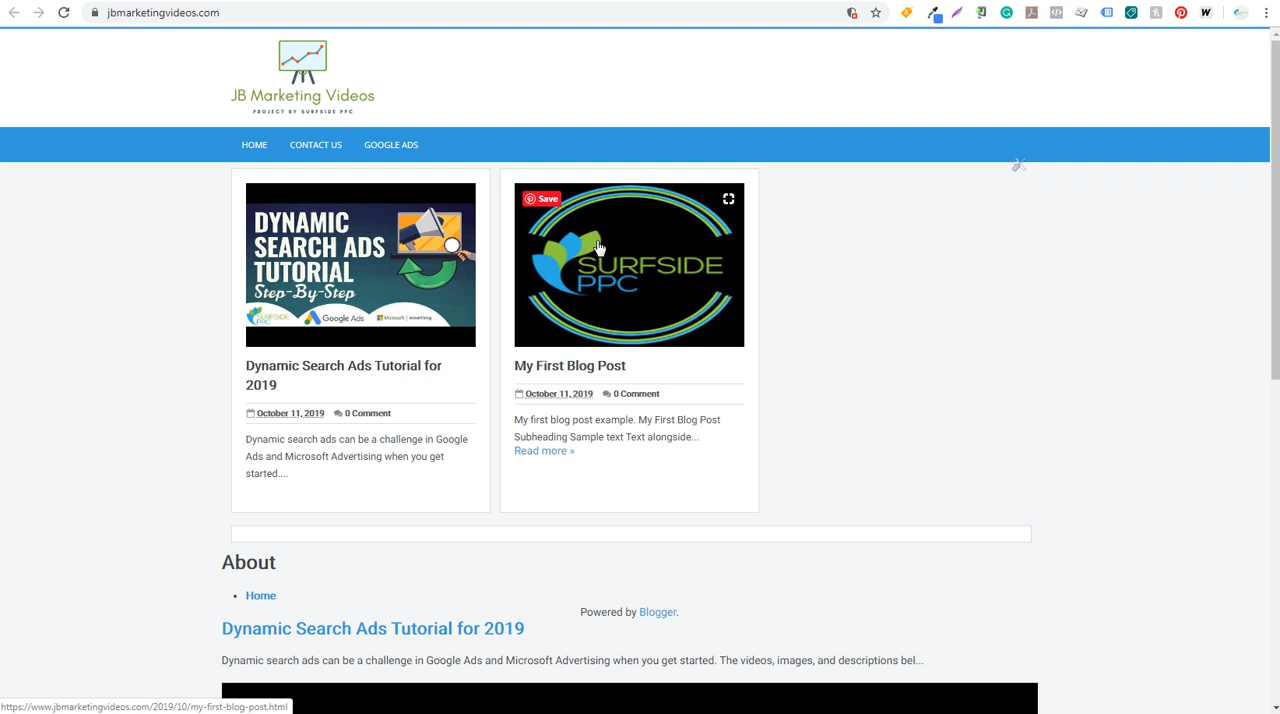 jbmarketingvideos.com
JB Marketing Videos
PROJECT BY SURFSIDE PPC
HOME CONTACT US GOOGLE ADS
DYNAMIC
SEARCH ADS
TUTORIAL
Step-By-Step
SURFSIDE
PPC
Google Ads
Microsoft | Advertising
Dynamic Search Ads Tutorial for
2019
October 11, 2019 0 Comment
Dynamic search ads can be a challenge in Google
Ads and Microsoft Advertising when you get
started....
Save
SURFSIDE
PPC
My First Blog Post
October 11, 2019 0 Comment
My first blog post example. My First Blog Post
Subheading Sample text Text alongside...
Read more »
About
• Home
Powered by Blogger.
Dynamic Search Ads Tutorial for 2019
Dynamic search ads can be a challenge in Google Ads and Microsoft Advertising when you get started. The videos, images, and descriptions bel...
https://www.jbmarketingvideos.com/2019/10/my-first-blog-post.html